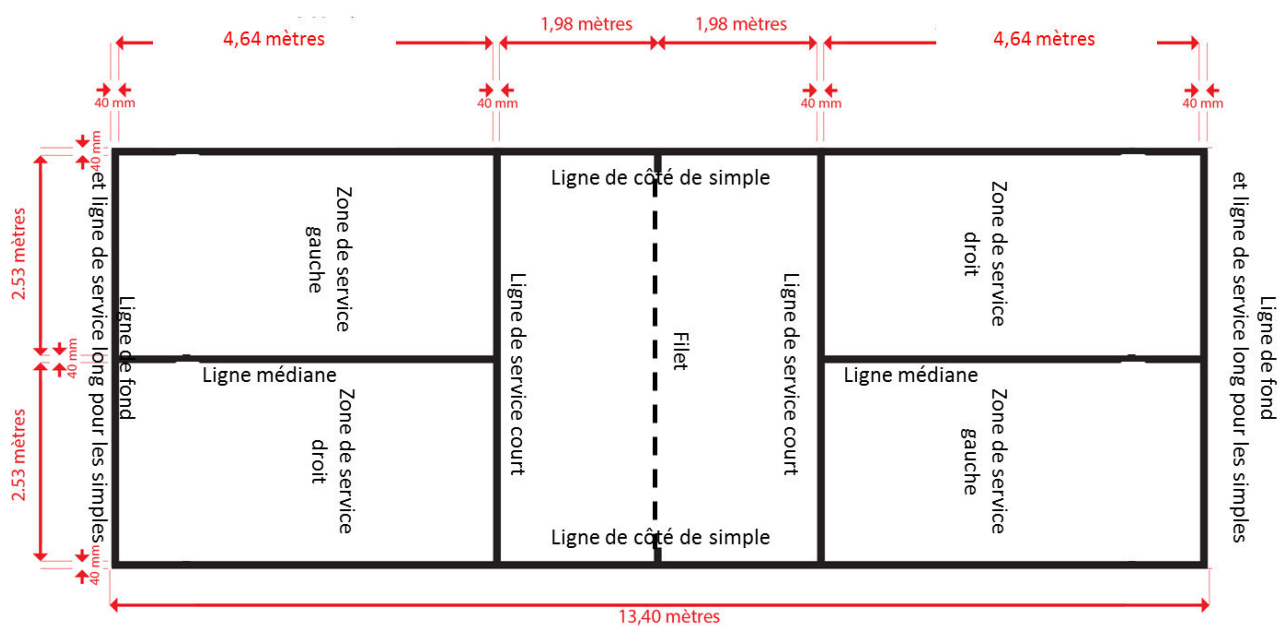 1,98 mètres
1,98 mètres
4,64 mètres
4,64 mètres
40 mm
40 mm
40 mm
40 mm
40 mm
2.53 mètres
40 mm
2.53 mètres
40 mm
Ligne de fond
et ligne de service long pour les simples
Zone de service
gauche
Ligne médiane
Zone de service
droit
Ligne de service court
Ligne de côté de simple
Filet
Ligne de côté de simple
Ligne de service court
Zone de service
droit
Ligne médiane
Zone de service
gauche
Ligne de fond
et ligne de service long pour les simples
13,40 mètres